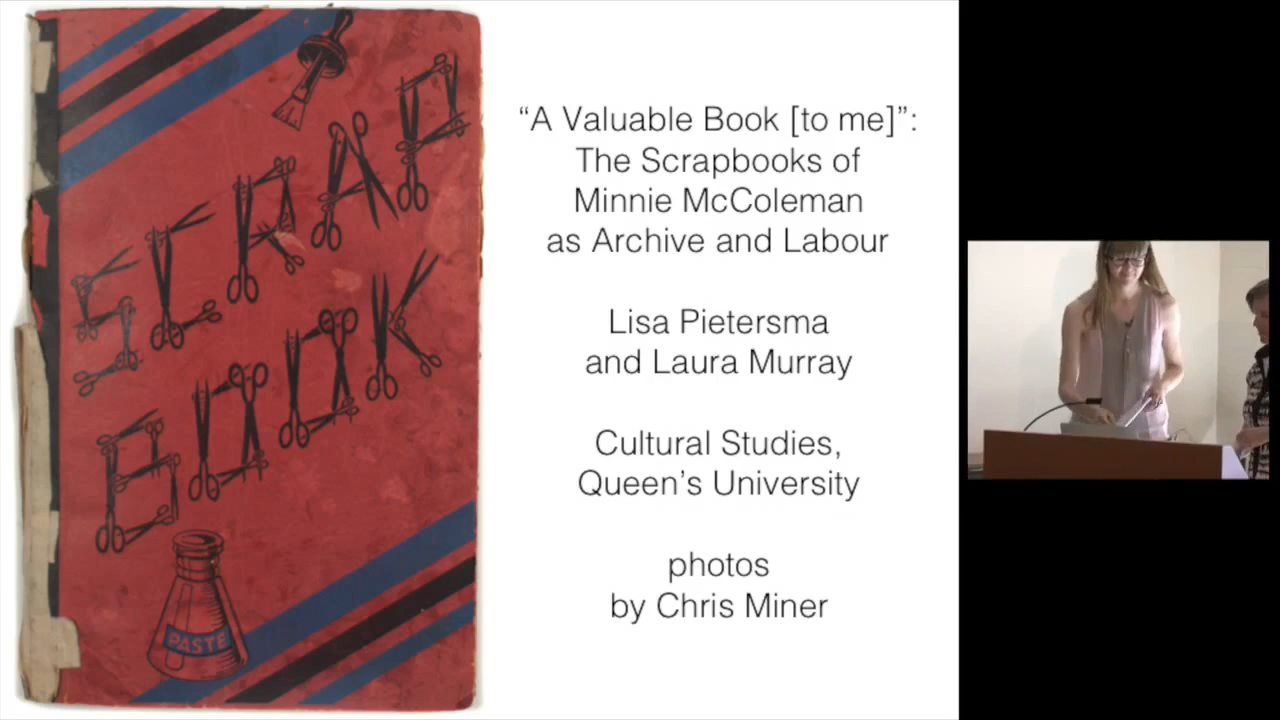 SCRAP
BOOK
PASTE
“A Valuable Book [to me]”:
The Scrapbooks of
Minnie McColeman
as Archive and Labour
Lisa Pietersma
and Laura Murray
Cultural Studies,
Queen’s University
photos
by Chris Miner